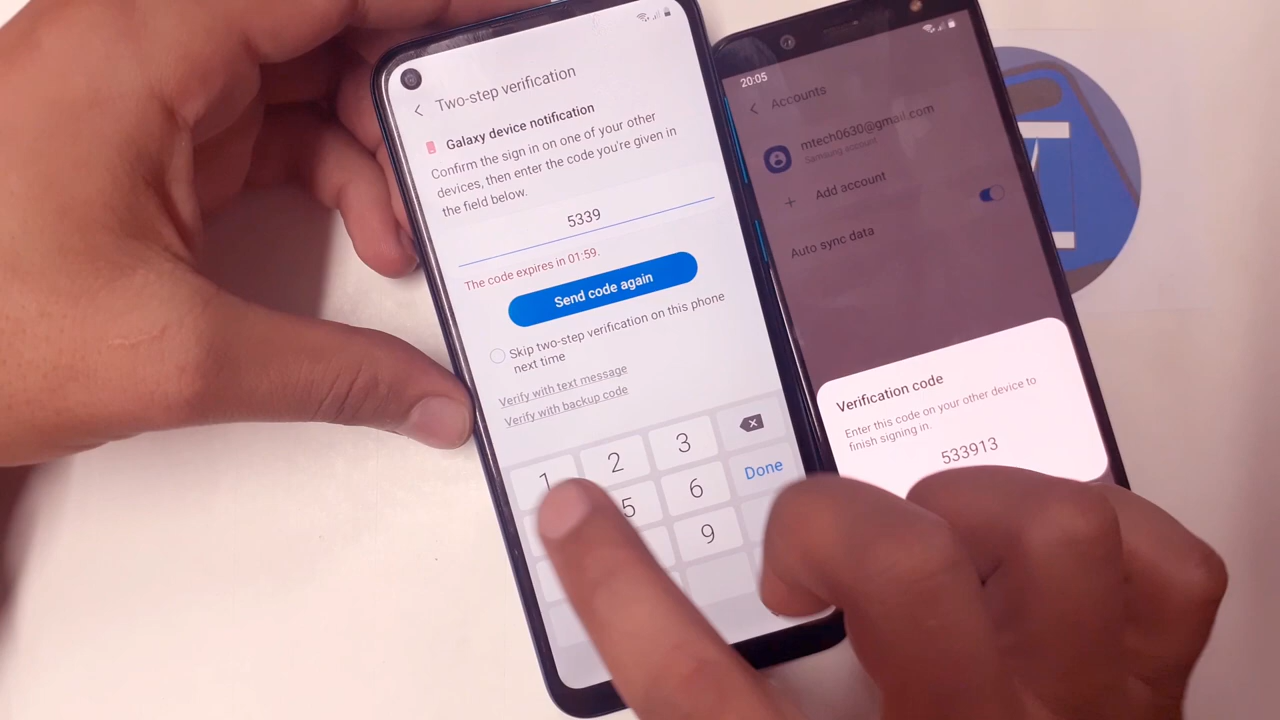 Two-step verification
Galaxy device notification
Confirm the sign in on one of your other
devices, then enter the code you're given in
the field below.
5339
The code expires in 01:59.
Send code again
Skip two-step verification on this phone
next time
Verify with text message
Verify with backup code
1
2
3
5
6
Done
9
20:05
Accounts
mtech0630@gmail.com
Samsung account
Add account
Auto sync data
Verification code
Enter this code on your other device to
finish signing in.
533913